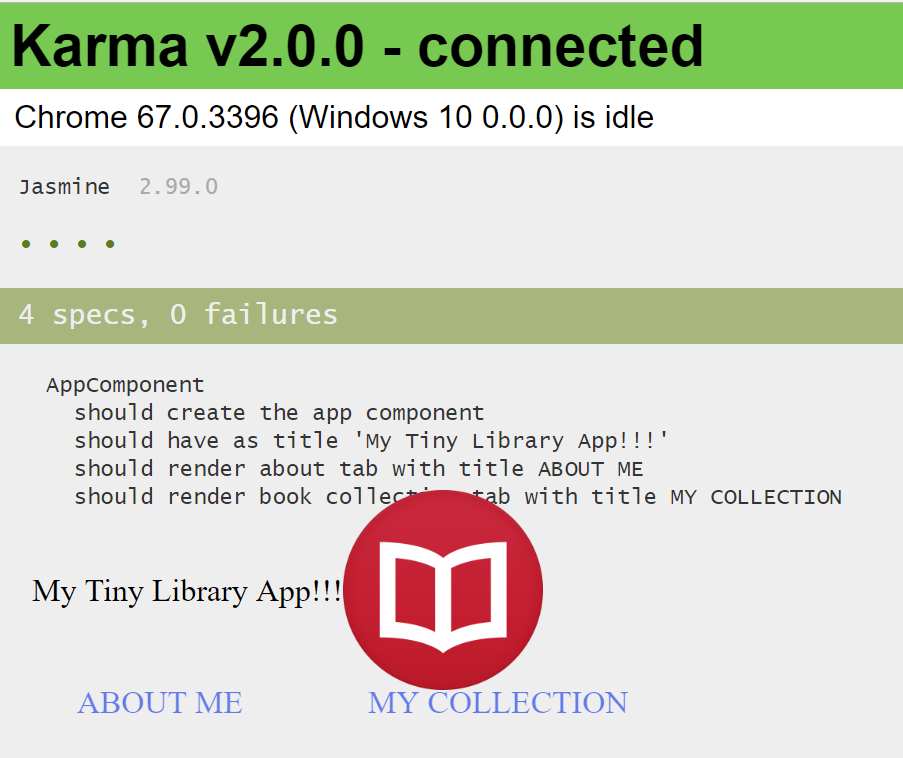 Karma v2.0.0 - connected
Chrome 67.0.3396 (Windows 10 0.0.0) is idle
Jasmine 2.99.0
• • • •
4 specs, 0 failures
AppComponent
should create the app component
should have as title 'My Tiny Library App!!!'
should render about tab with title ABOUT ME
should render book collection tab with title MY COLLECTION
My Tiny Library App!!!
ABOUT ME MY COLLECTION